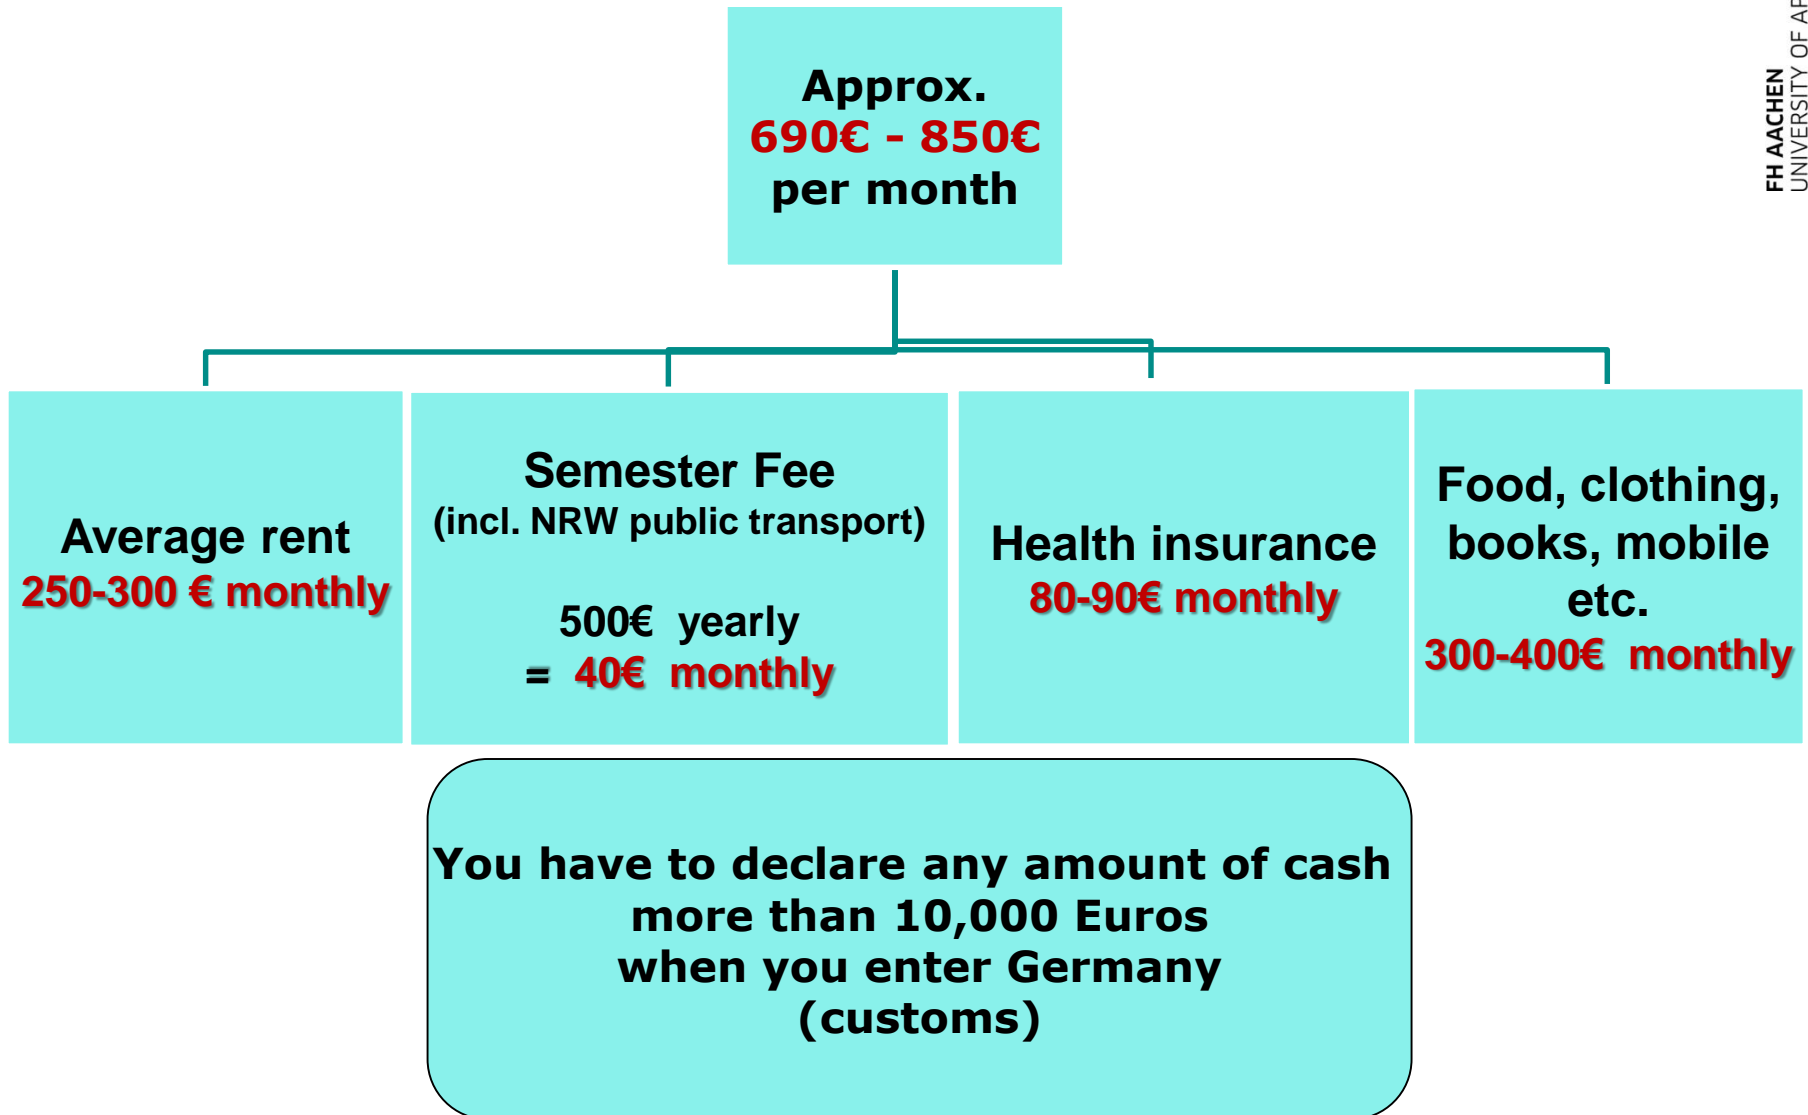 Approx.
690€ - 850€
per month
FH AACHEN
UNIVERSITY OF
Average rent
250-300 € monthly
Semester Fee
(incl. NRW public transport)
500€ yearly
= 40€ monthly
Health insurance
80-90€ monthly
Food, clothing,
books, mobile
etc.
300-400€ monthly
You have to declare any amount of cash
more than 10,000 Euros
when you enter Germany
(customs)